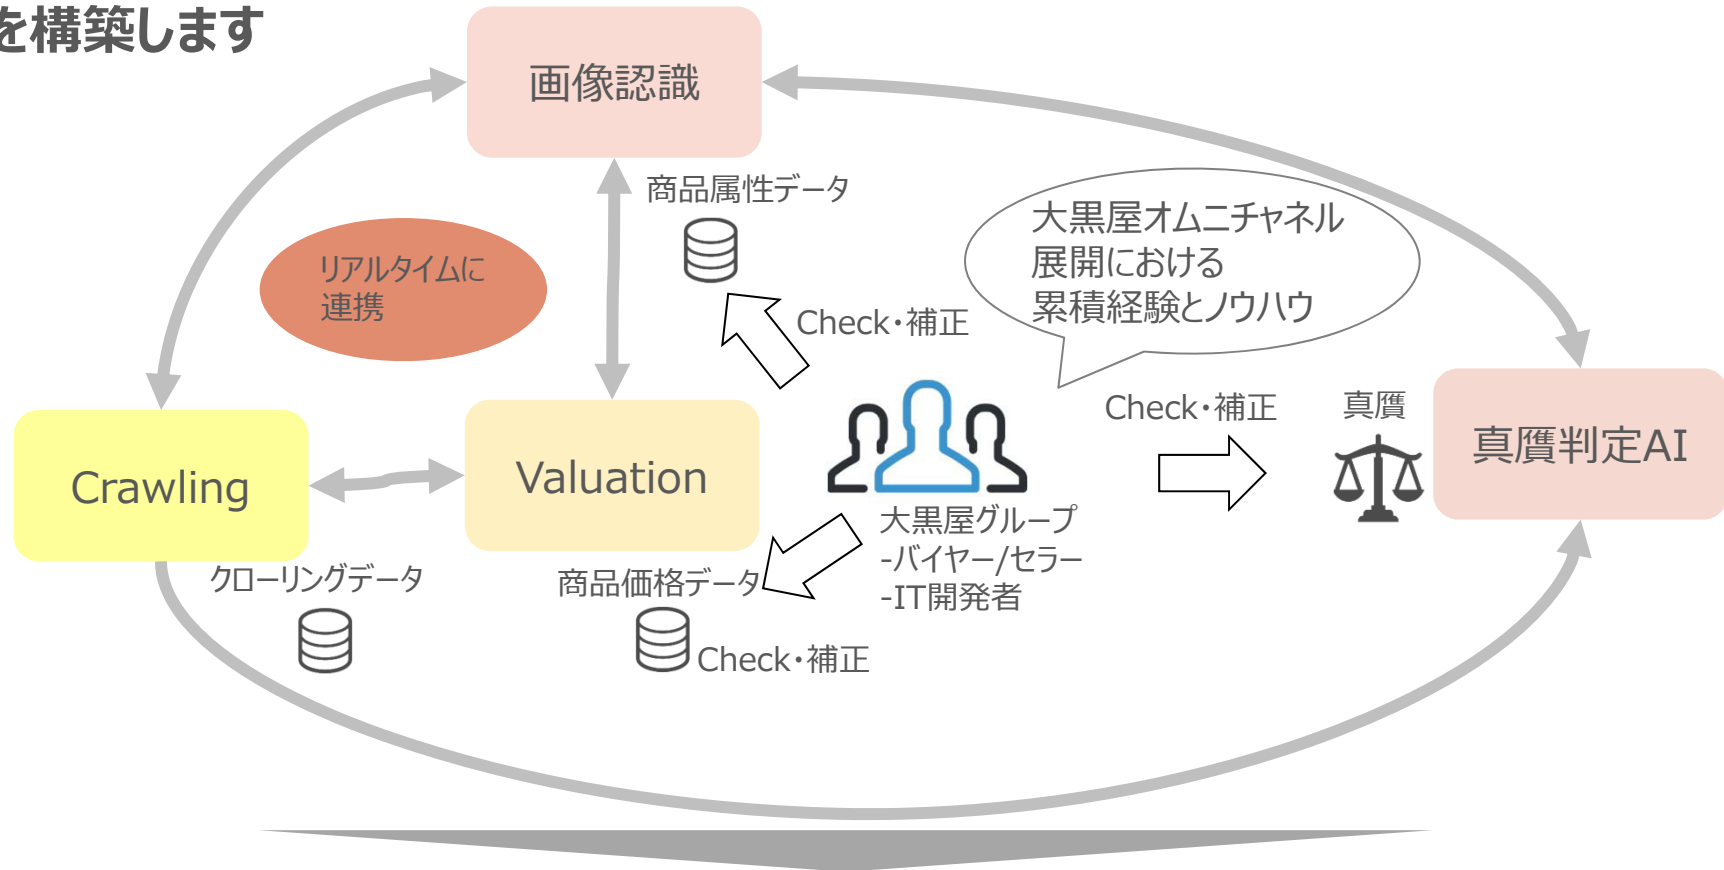 を構築します
画像認識
商品属性データ
大黒屋オムニチャネル
展開における
累積経験とノウハウ
リアルタイムに
連携
Check・補正
Check・補正
真贋
真贋判定AI
Crawling
Valuation
大黒屋グループ
-バイヤー/セラー
-IT開発者
クローリングデータ
商品価格データ
Check・補正